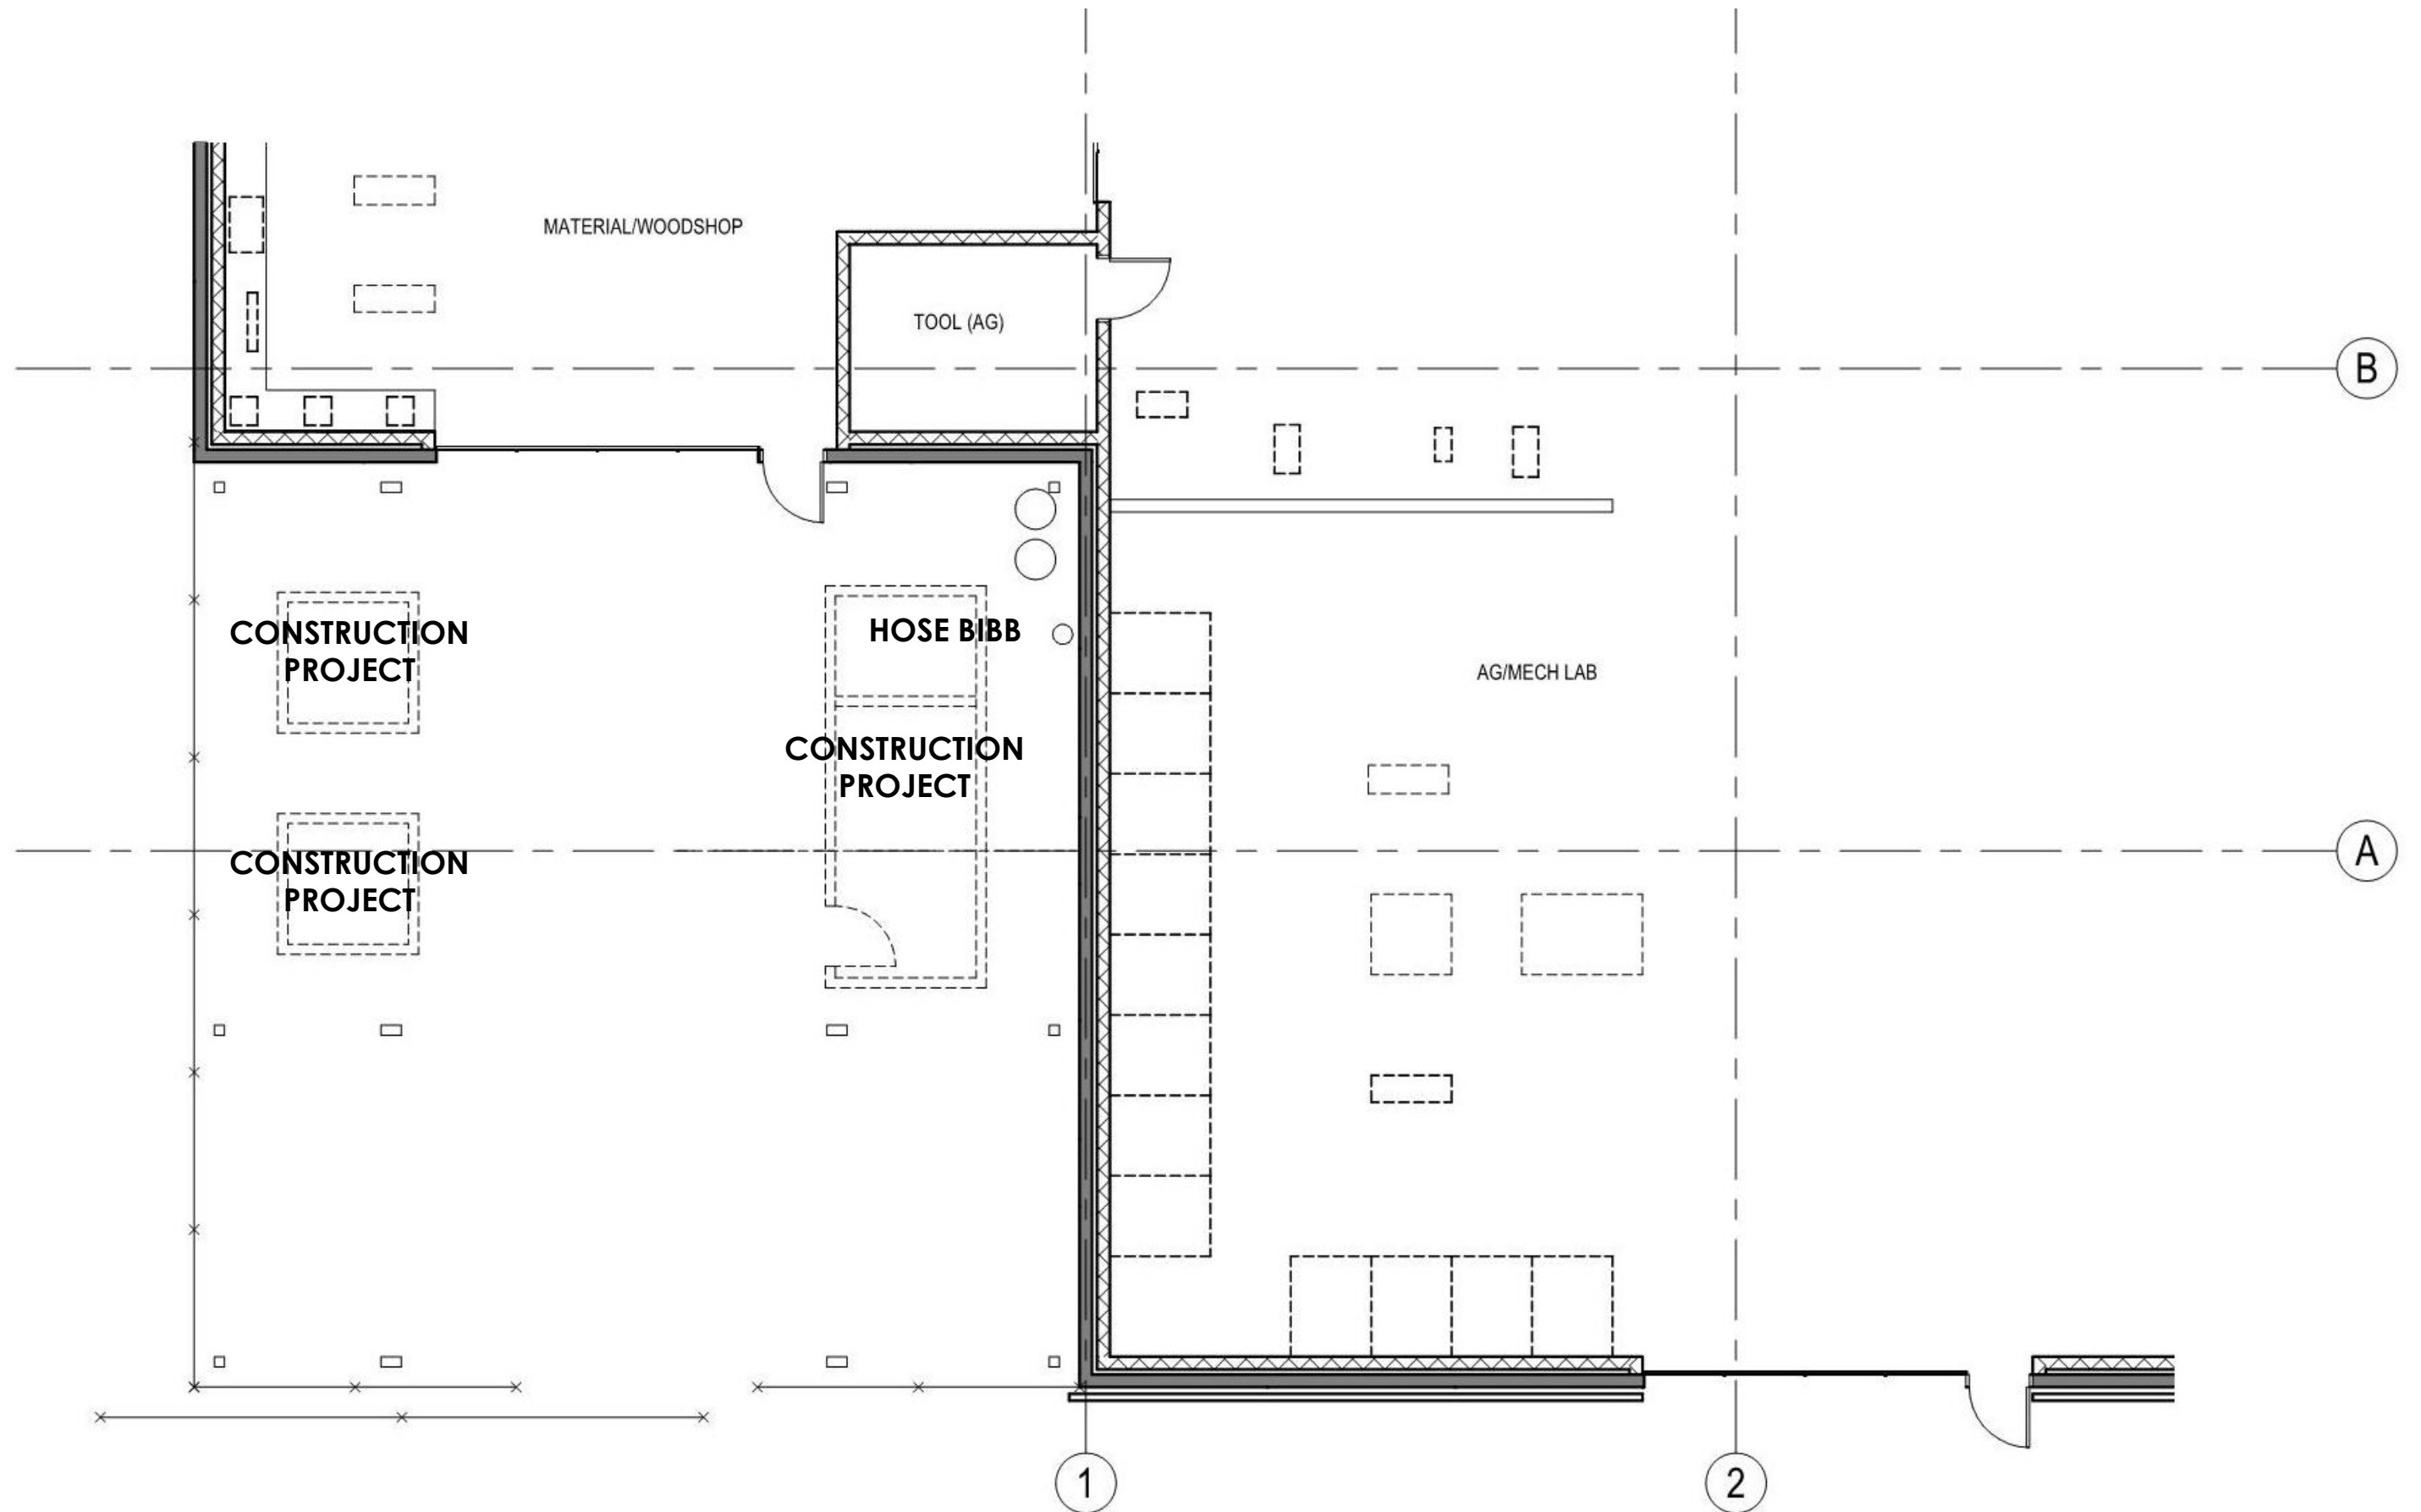 MATERIAL/WOODSHOP
TOOL (AG)
B
CONSTRUCTION
PROJECT
HOSE BIBB
AG/MECH LAB
CONSTRUCTION
PROJECT
CONSTRUCTION
PROJECT
A
1
2